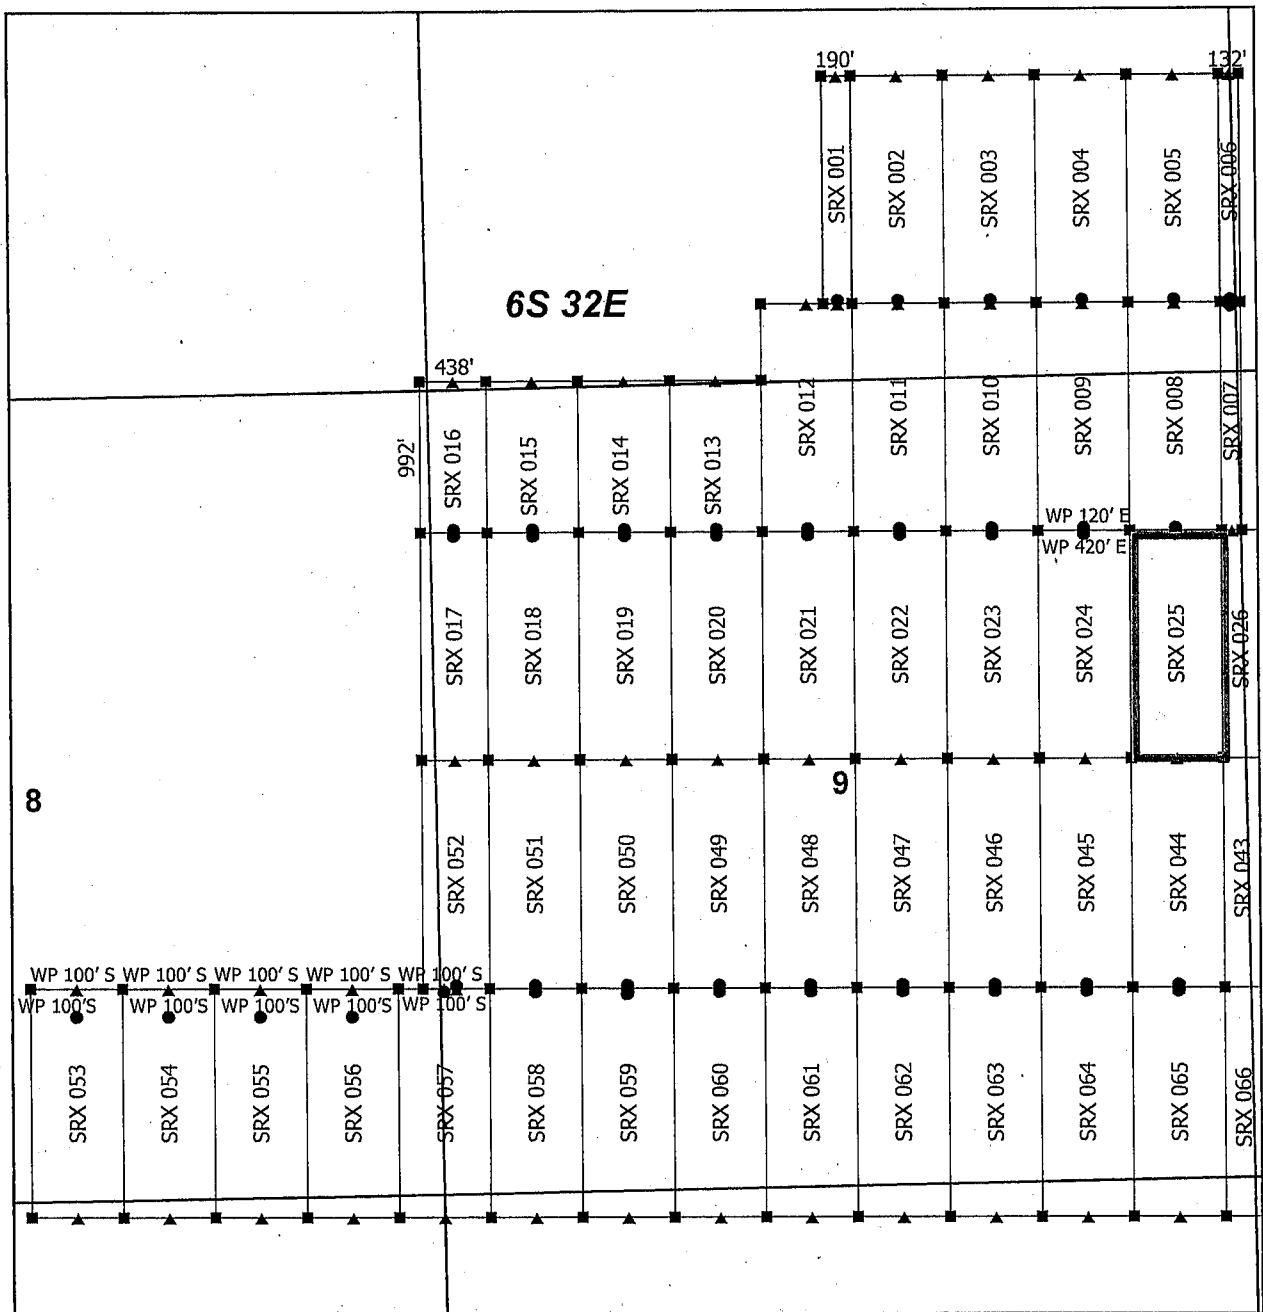 190' 132'
SRX 001
SRX 002
SRX 003
SRX 004
SRX 005
SRX 006
6S 32E
438'
992'
SRX 016
SRX 015
SRX 014
SRX 013
SRX 012
SRX 011
SRX 010
SRX 009
SRX 008
SRX 007
WP 120' E
WP 420' E
SRX 017
SRX 018
SRX 019
SRX 020
SRX 021
SRX 022
SRX 023
SRX 024
SRX 025
SRX 026
8
9
SRX 052
SRX 051
SRX 050
SRX 049
SRX 048
SRX 047
SRX 046
SRX 045
SRX 044
SRX 043
WP 100' S WP 100' S WP 100' S WP 100' S WP 100' S
WP 100'S WP 100'S WP 100'S WP 100'S WP 100' S
SRX 053
SRX 054
SRX 055
SRX 056
SRX 057
SRX 058
SRX 059
SRX 060
SRX 061
SRX 062
SRX 063
SRX 064
SRX 065
SRX 066